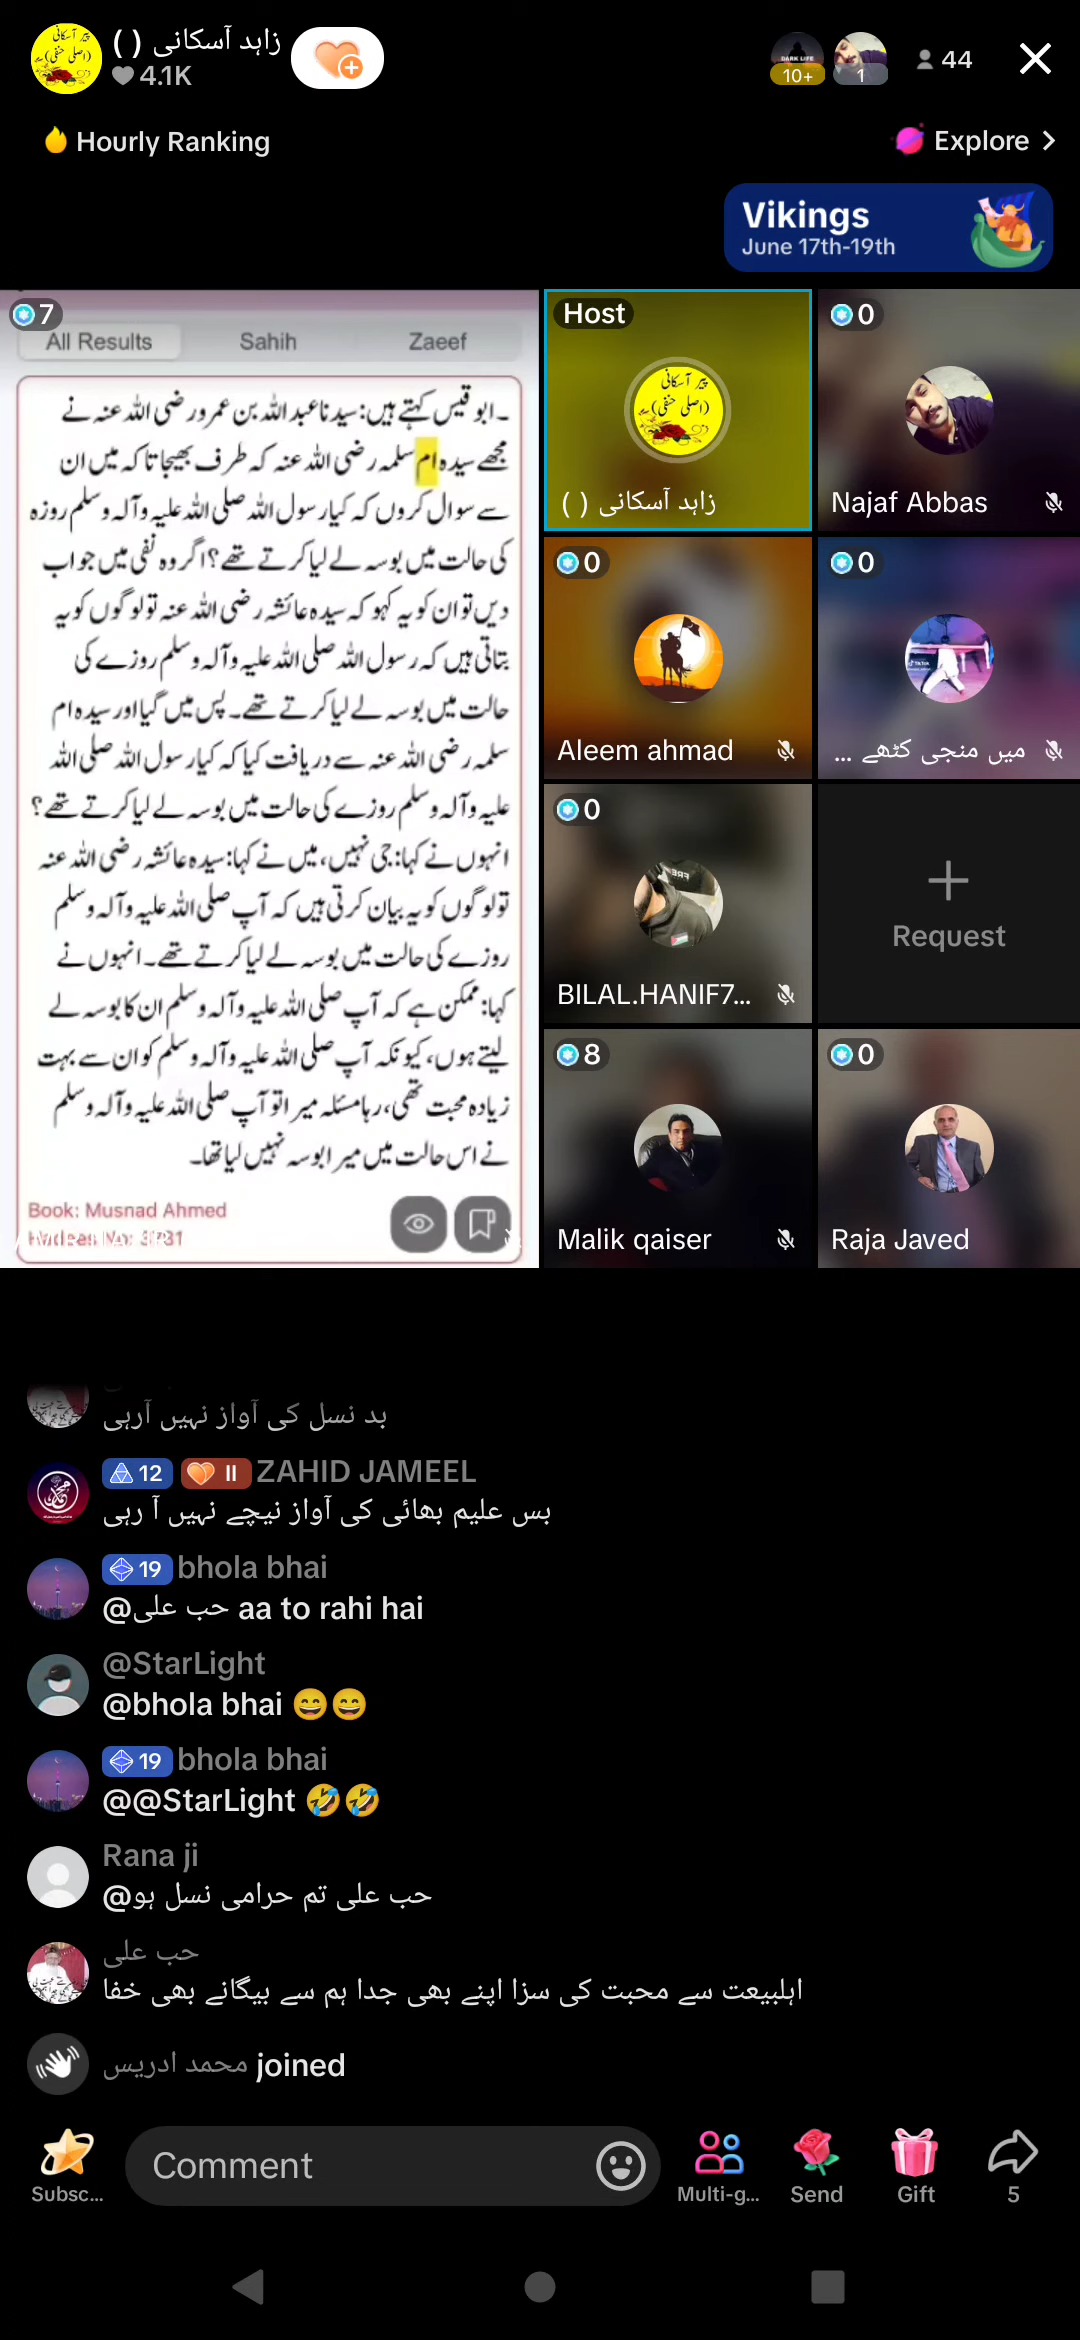 زاہد آسکانی ( )
4.1K
10+
1
44
Hourly Ranking
Explore
Vikings
June 17th-19th
7
All Results
Sahih
Zaeef
۔ابو قیس کہتے ہیں: سیدنا عبد اللہ بن عمرو رضی اللہ عنہ نے
مجھے سیدہ ام سلمہ رضی اللہ عنہ کہ طرف بھیجا تا کہ میں ان
سے سوال کروں کہ کیا رسول اللہ صلی اللہ علیہ وآلہ وسلم روزہ
کی حالت میں بوسہ لے لیا کرتے تھے؟ اگر وہ نفی میں جواب
دیں تو ان کو یہ کہو کہ سیدہ عائشہ رضی اللہ عنہ تو لوگوں کو یہ
بتاتی ہیں کہ رسول اللہ صلی اللہ علیہ وآلہ وسلم روزے کی
حالت میں بوسہ لے لیا کرتے تھے۔ پس میں گیا اور سیدہ ام
سلمہ رضی اللہ عنہ سے دریافت کیا کہ کیا رسول اللہ صلی اللہ
علیہ وآلہ وسلم روزے کی حالت میں بوسہ لے لیا کرتے تھے؟
انہوں نے کہا: جی نہیں، میں نے کہا: سیدہ عائشہ رضی اللہ عنہ
تو لوگوں کو یہ بیان کرتی ہیں کہ آپ صلی اللہ علیہ وآلہ وسلم
روزے کی حالت میں بوسہ لے لیا کرتے تھے۔ انہوں نے
کہا: ممکن ہے کہ آپ صلی اللہ علیہ وآلہ وسلم ان کا بوسہ لے
لیتے ہوں، کیونکہ آپ صلی اللہ علیہ وآلہ وسلم کو ان سے بہت
زیادہ محبت تھی، رہا مسئلہ میرا تو آپ صلی اللہ علیہ وآلہ وسلم
نے اس حالت میں میرا بوسہ نہیں لیا تھا۔
Book: Musnad Ahmed
Host
پیر آسکانی
(اصلی حنفی)
زاہد آسکانی ( )
0
Najaf Abbas
0
Aleem ahmad
0
میں منجی کٹھے ...
0
BILAL.HANIF7...
Request
8
Malik qaiser
0
Raja Javed
بد نسل کی آواز نہیں آرہی
12 II ZAHID JAMEEL
بس علیم بھائی کی آواز نیچے نہیں آ رہی
19 bhola bhai
@حب علی aa to rahi hai
@StarLight
@bhola bhai 😄😄
19 bhola bhai
@@StarLight 🤣🤣
Rana ji
@حب علی تم حرامی نسل ہو
حب علی
اہلبیعت سے محبت کی سزا اپنے بھی جدا ہم سے بیگانے بھی خفا
محمد ادریس joined
Comment
Subsc...
Multi-g...
Send
Gift
5